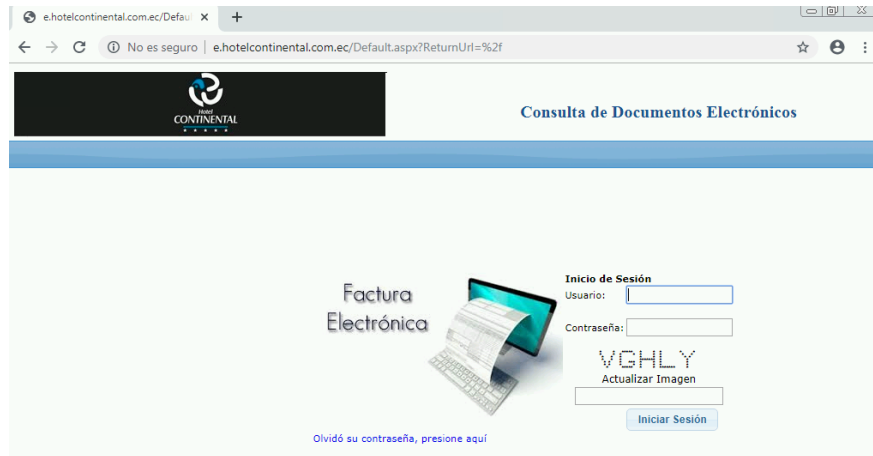 e.hotelcontinental.com.ec/Defaul
No es seguro | e.hotelcontinental.com.ec/Default.aspx?ReturnUrl=%2f
Hotel
CONTINENTAL
Consulta de Documentos Electrónicos
Factura
Electrónica
Inicio de Sesión
Usuario:
Contraseña:
VGHLY
Actualizar Imagen
Iniciar Sesión
Olvidó su contraseña, presione aquí